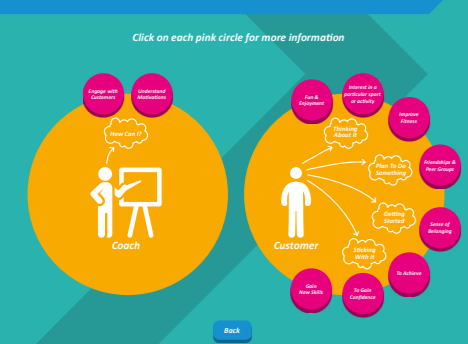 Click on each pink circle for more information
Engage with
Customers
Understand
Motivations
How Can I?
Coach
Fun &
Enjoyment
Interest in a
particular sport
or activity
Improve
Fitness
Friendships &
Peer Groups
Sense of
Belonging
To Achieve
To Gain
Confidence
Gain
New Skills
Thinking
About it
Plan To Do
Something
Getting
Started
Sticking
With it
Customer
Back